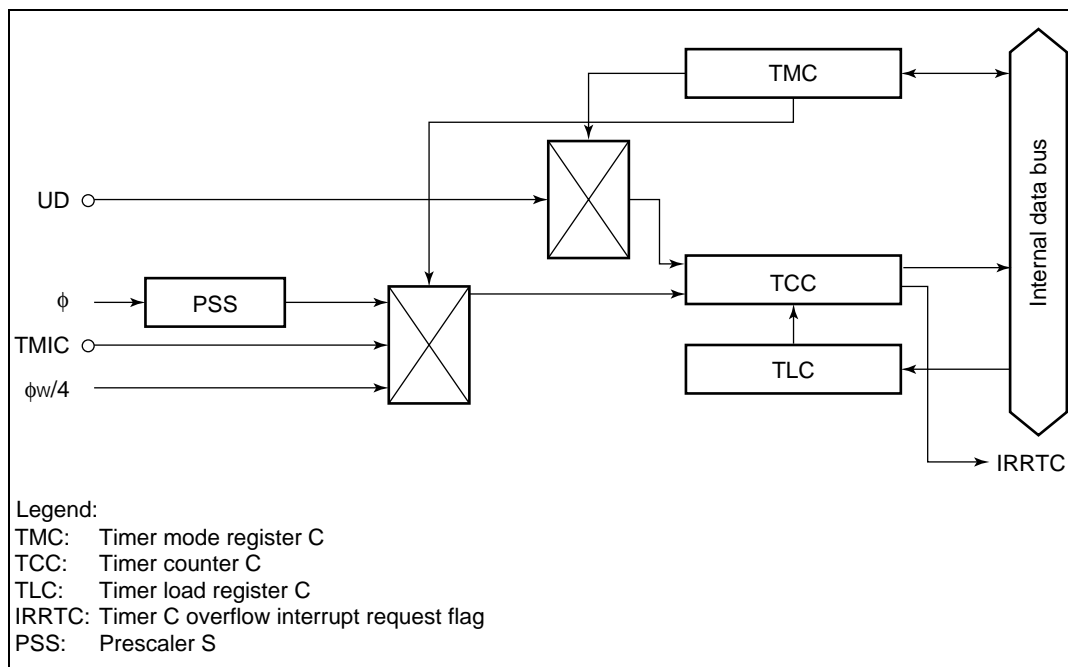 TMC
UD
TCC
ϕ
PSS
TMIC
TLC
ϕW/4
Internal data bus
IRRTC
Legend:
TMC: Timer mode register C
TCC: Timer counter C
TLC: Timer load register C
IRRTC: Timer C overflow interrupt request flag
PSS: Prescaler S